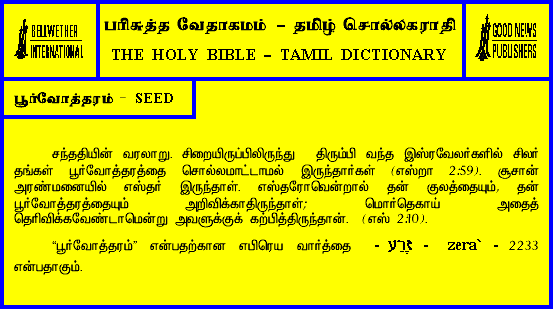 BELLWETHER
INTERNATIONAL
பரிசுத்த வேதாகமம் – தமிழ் சொல்லகராதி
THE HOLY BIBLE – TAMIL DICTIONARY
GOOD NEWS
PUBLISHERS
பூர்வோத்தரம் - SEED
சந்ததியின் வரலாறு. சிறையிருப்பிலிருந்து திரும்பி வந்த இஸ்ரவேலர்களில் சிலர்
தங்கள் பூர்வோத்தரத்தை சொல்லமாட்டாமல் இருந்தார்கள் (எஸ்றா 2:59). சூசான்
அரண்மனையில் எஸ்தர் இருந்தாள். எஸ்தரோவென்றால் தன் குலத்தையும், தன்
பூர்வோத்தரத்தையும் அறிவிக்காதிருந்தாள்; மொர்தெகாய் அதைத்
தெரிவிக்கவேண்டாமென்று அவளுக்குக் கற்பித்திருந்தான். (எஸ் 2:10).
“பூர்வோத்தரம்” என்பதற்கான எபிரெய வார்த்தை - זֶרַע - zera` - 2233
என்பதாகும்.